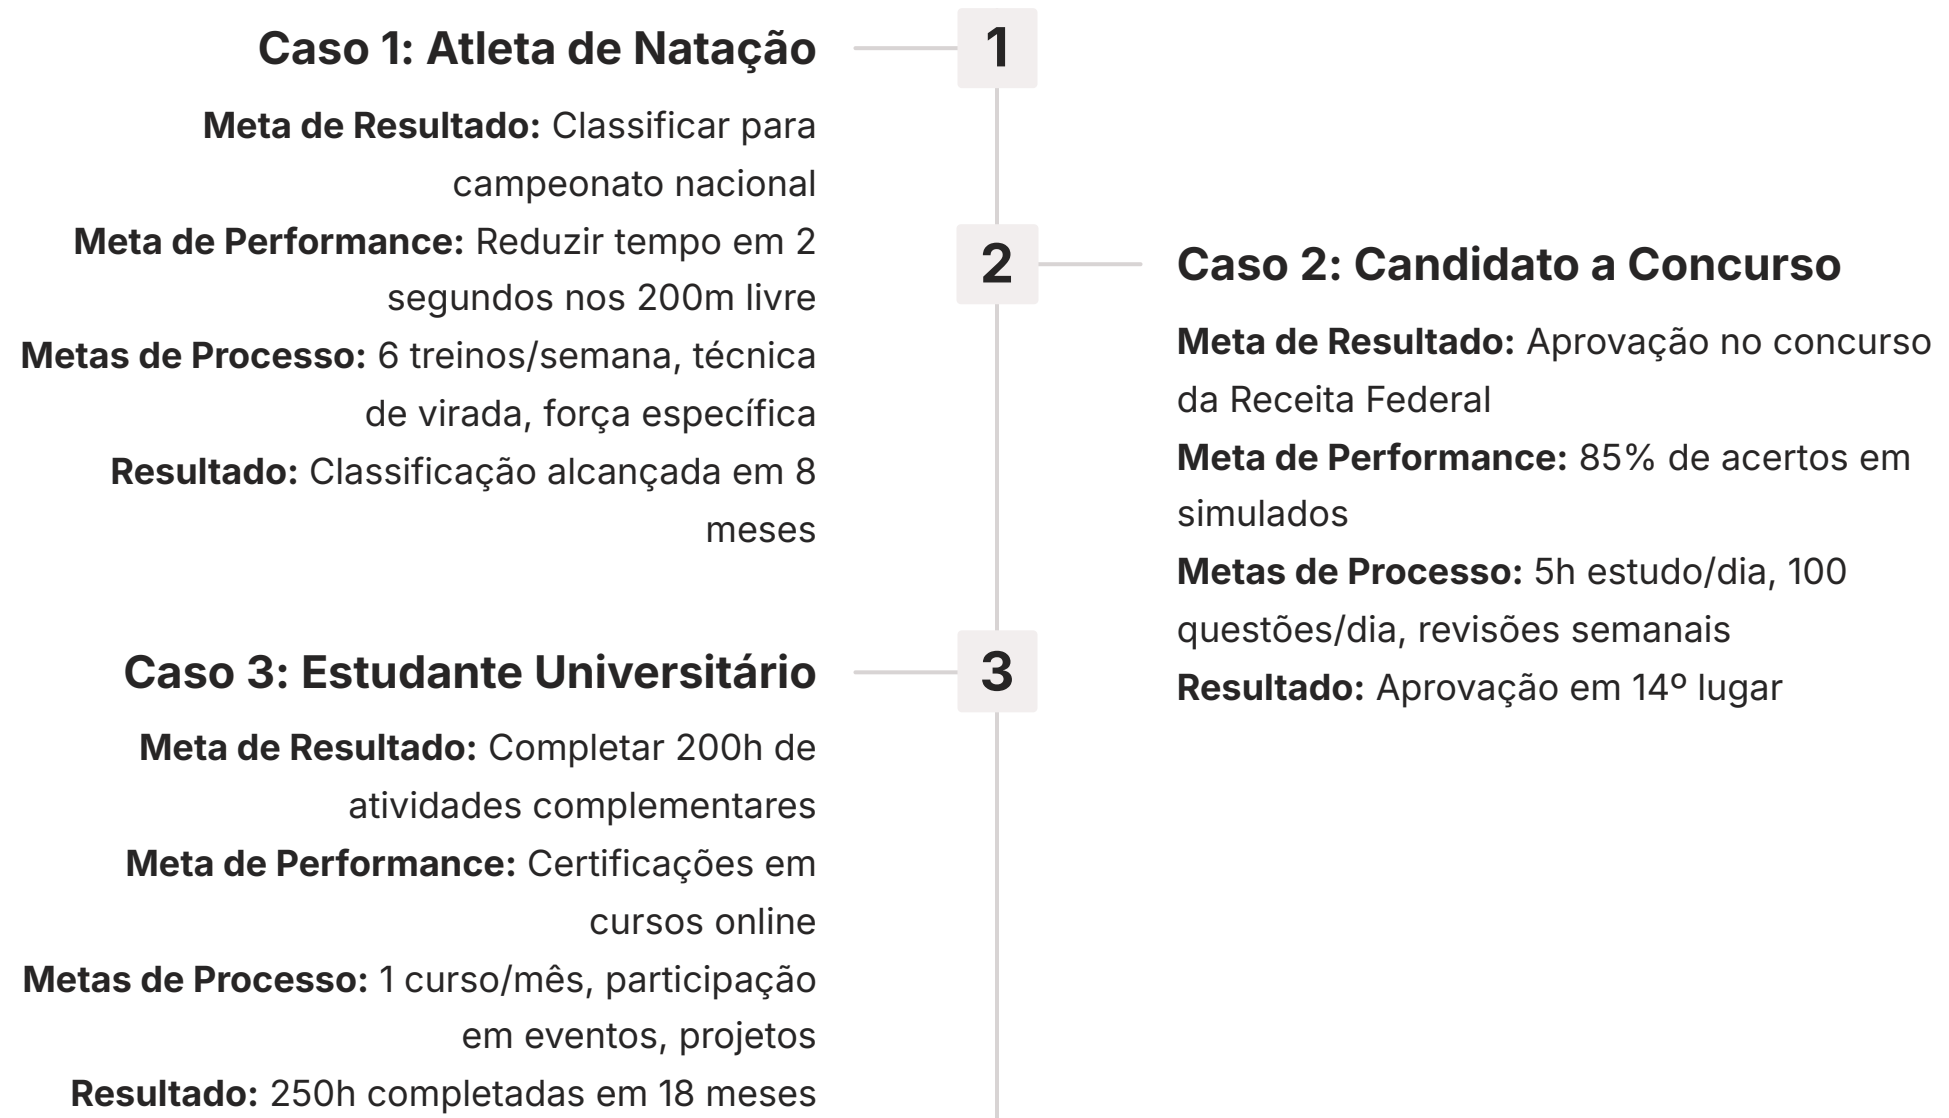 Caso 1: Atleta de Natação
1
Meta de Resultado: Classificar para
campeonato nacional
Meta de Performance: Reduzir tempo em 2
segundos nos 200m livre
Metas de Processo: 6 treinos/semana, técnica
de virada, força específica
Resultado: Classificação alcançada em 8
meses
2
Caso 2: Candidato a Concurso
Meta de Resultado: Aprovação no concurso
da Receita Federal
Meta de Performance: 85% de acertos em
simulados
Metas de Processo: 5h estudo/dia, 100
questões/dia, revisões semanais
Resultado: Aprovação em 14º lugar
Caso 3: Estudante Universitário
3
Meta de Resultado: Completar 200h de
atividades complementares
Meta de Performance: Certificações em
cursos online
Metas de Processo: 1 curso/mês, participação
em eventos, projetos
Resultado: 250h completadas em 18 meses